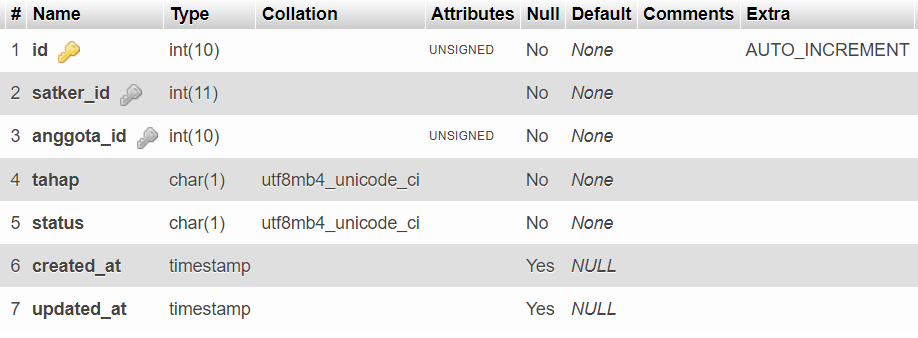 # Name Type Collation Attributes Null Default Comments Extra
1 id int(10) UNSIGNED No None AUTO_INCREMENT
2 satker_id int(11) No None
3 anggota_id int(10) UNSIGNED No None
4 tahap char(1) utf8mb4_unicode_ci No None
5 status char(1) utf8mb4_unicode_ci No None
6 created_at timestamp Yes NULL
7 updated_at timestamp Yes NULL